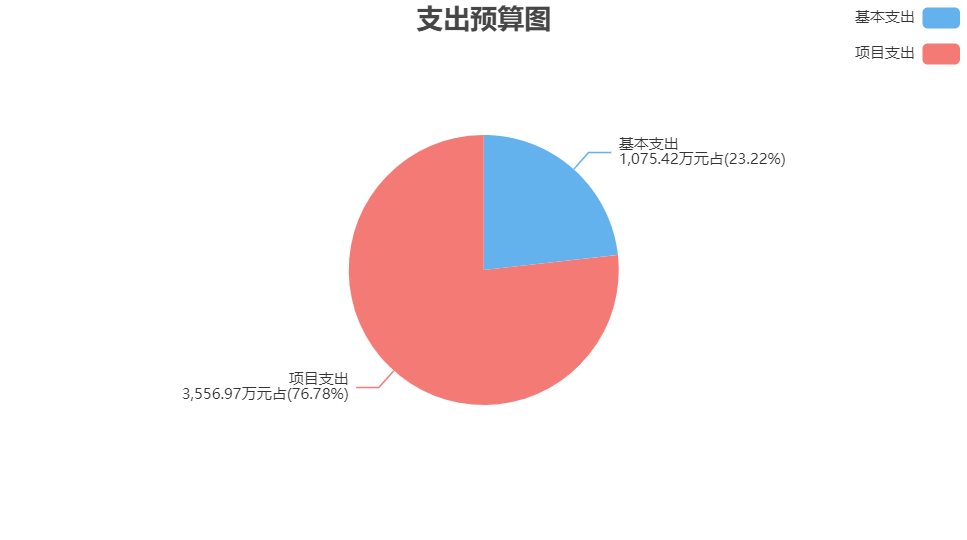 支出预算图
基本支出
项目支出
基本支出
1,075.42万元占(23.22%)
项目支出
3,556.97万元占(76.78%)